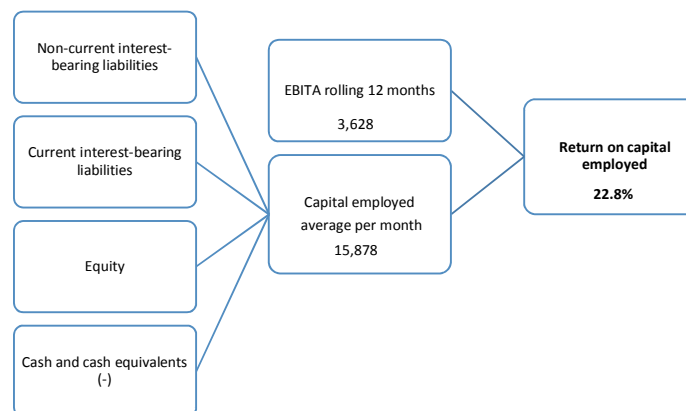 Non-current interest-
bearing liabilities
Current interest-bearing
liabilities
Equity
Cash and cash equivalents
(-)
EBITA rolling 12 months
3,628
Capital employed
average per month
15,878
Return on capital
employed
22.8%